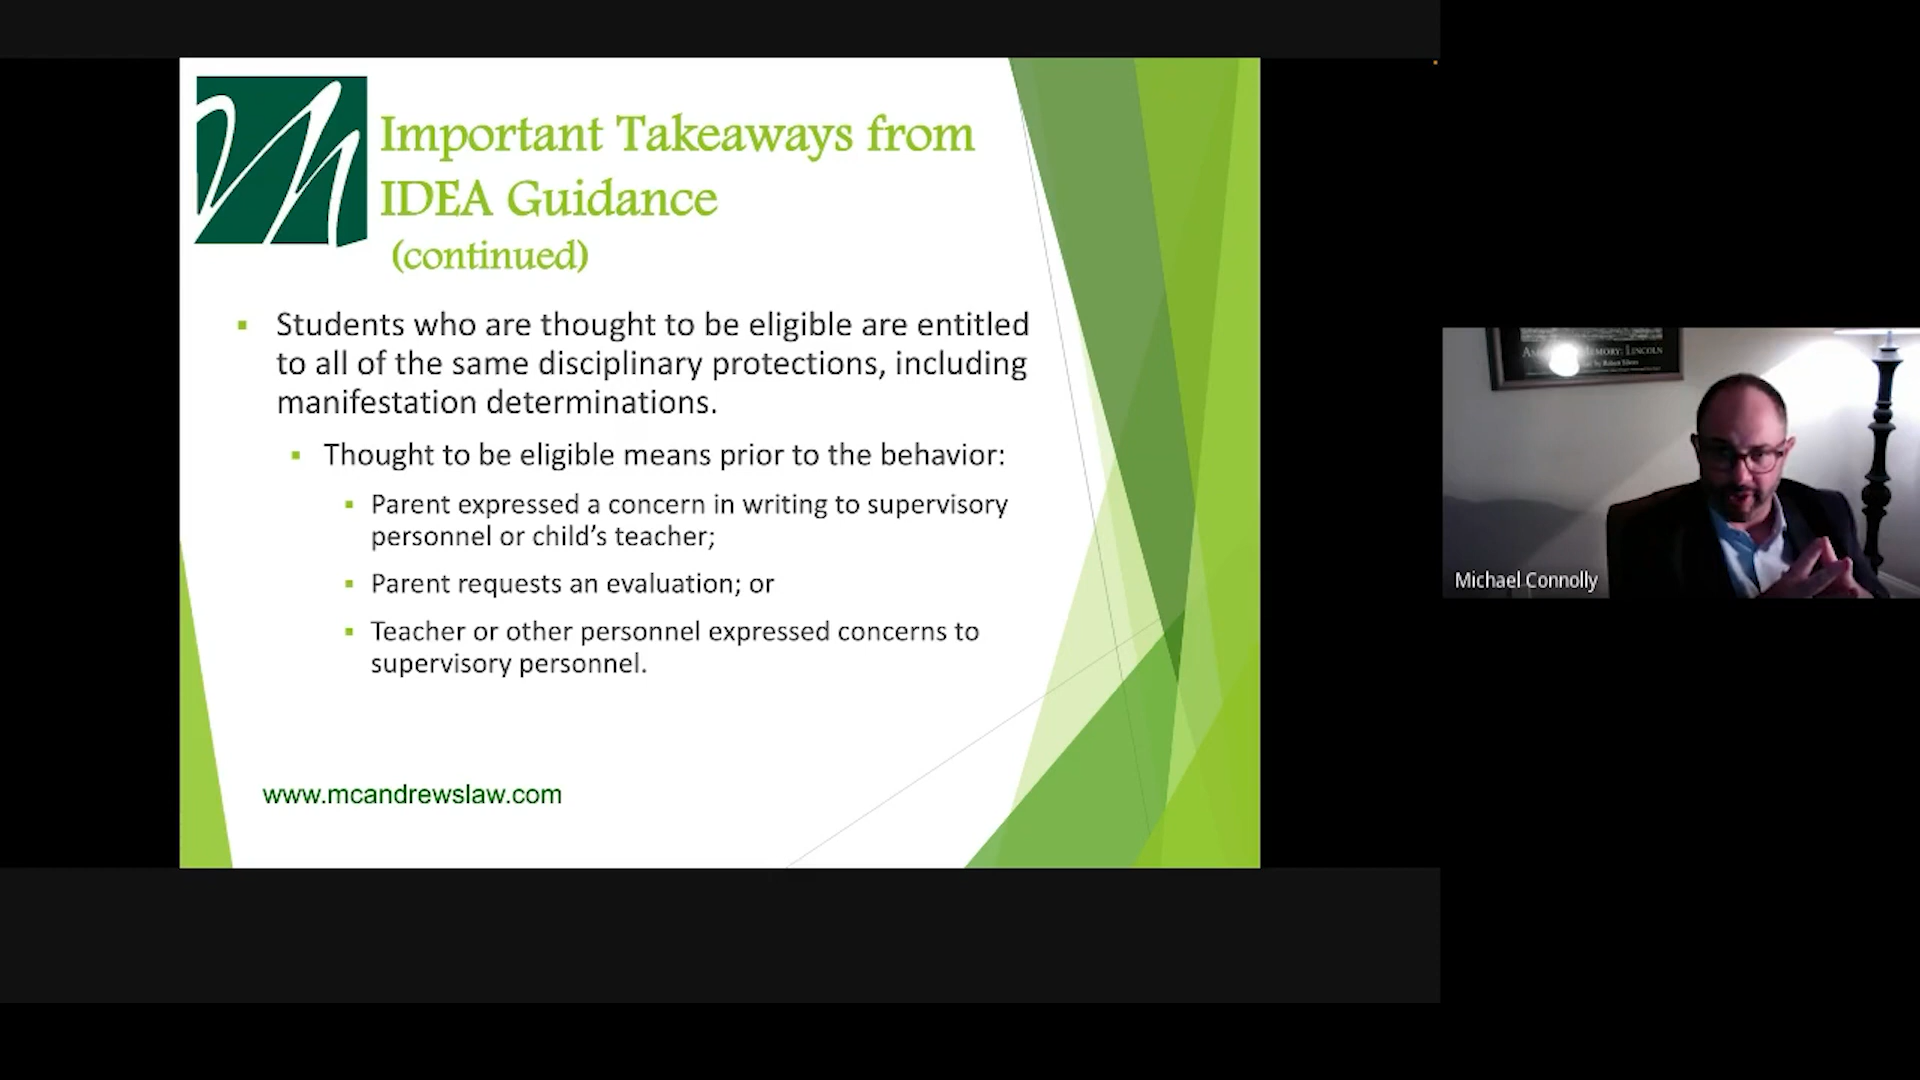 Important Takeaways from
IDEA Guidance
(continued)
▪ Students who are thought to be eligible are entitled
to all of the same disciplinary protections, including
manifestation determinations.
▪ Thought to be eligible means prior to the behavior:
▪ Parent expressed a concern in writing to supervisory
personnel or child’s teacher;
▪ Parent requests an evaluation; or
▪ Teacher or other personnel expressed concerns to
supervisory personnel.
www.mcandrewslaw.com
LINCOLN
Michael Connolly